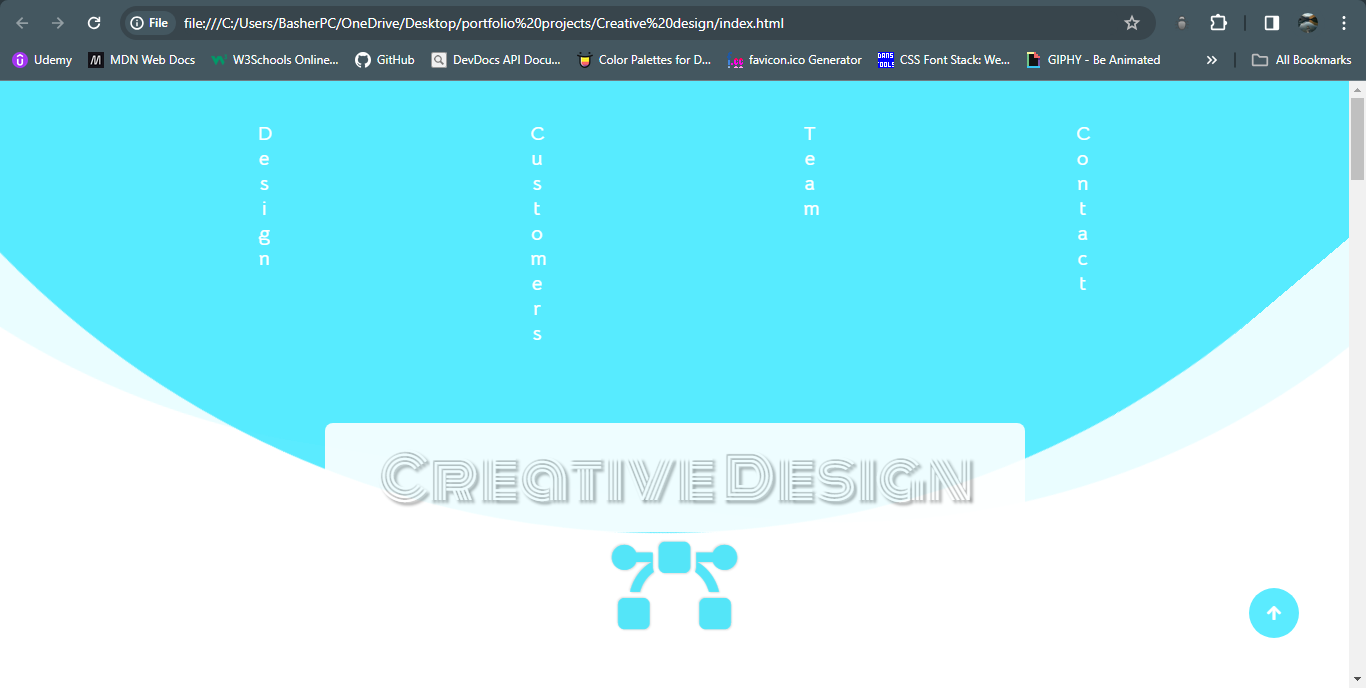 File file:///C:/Users/BasherPC/OneDrive/Desktop/portfolio%20projects/Creative%20design/index.html
Udemy MDN Web Docs W3Schools Online... GitHub DevDocs API Docu... Color Palettes for D... favicon.ico Generator CSS Font Stack: We... GIPHY - Be Animated » All Bookmarks
Design
Customers
Team
Contact
CreativeDesign